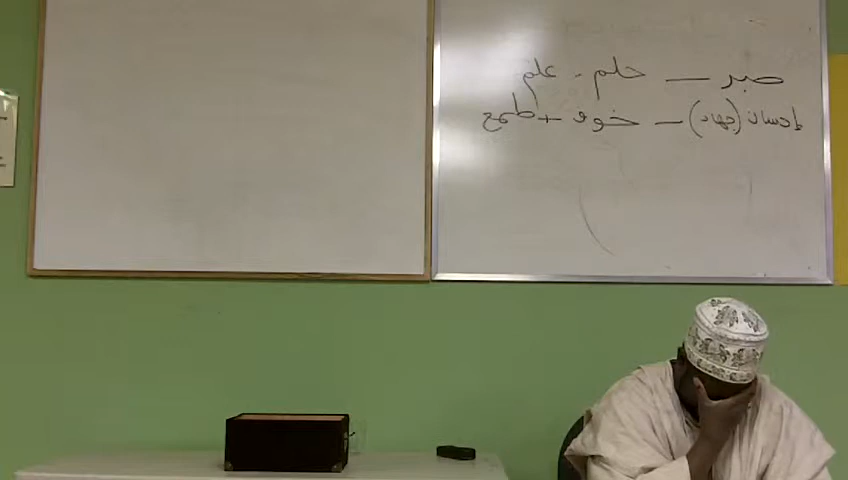 صبر — حلم - علم
إحسان (جهاد) — خوف + طمع